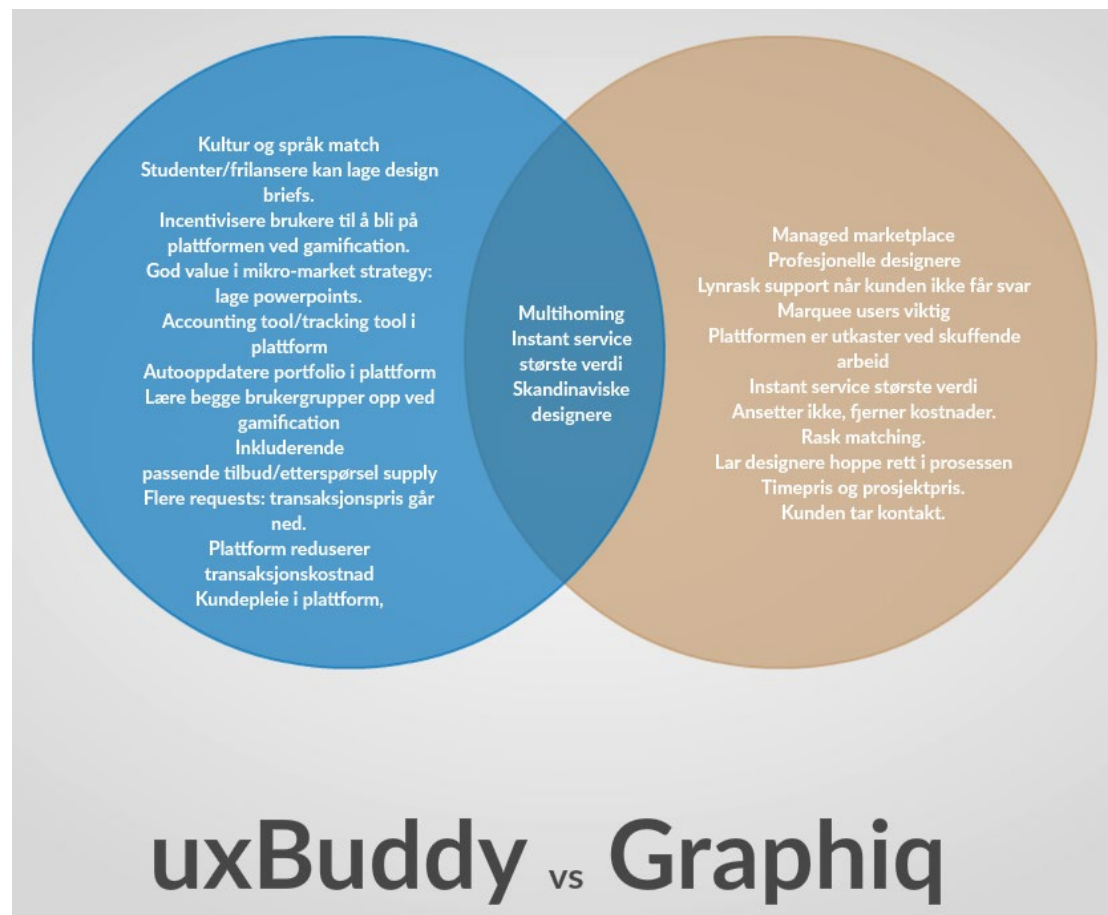 Kultur og språk match
Studenter/frilansere kan lage design
briefs.
Incentivisere brukere til å bli på
plattformen ved gamification.
God value i mikro-market strategy:
lage powerpoints.
Accounting tool/tracking tool i
plattform
Autooppdatere portfolio i plattform
Lære begge brukergrupper opp ved
gamification
Inkluderende
passende tilbud/etterspørsel supply
Flere requests: transaksjonspris går
ned.
Plattform reduserer
transaksjonskostnad
Kundepleie i plattform,
Multihoming
Instant service
største verdi
Skandinaviske
designere
Managed marketplace
Profesjonelle designere
Lynrask support når kunden ikke får svar
Marquee users viktig
Plattformen er utkaster ved skuffende
arbeid
Instant service største verdi
Ansetter ikke, fjerner kostnader.
Rask matching.
Lar designere hoppe rett i prosessen
Timepris og prosjektpris.
Kunden tar kontakt.
uxBuddy vs Graphiq